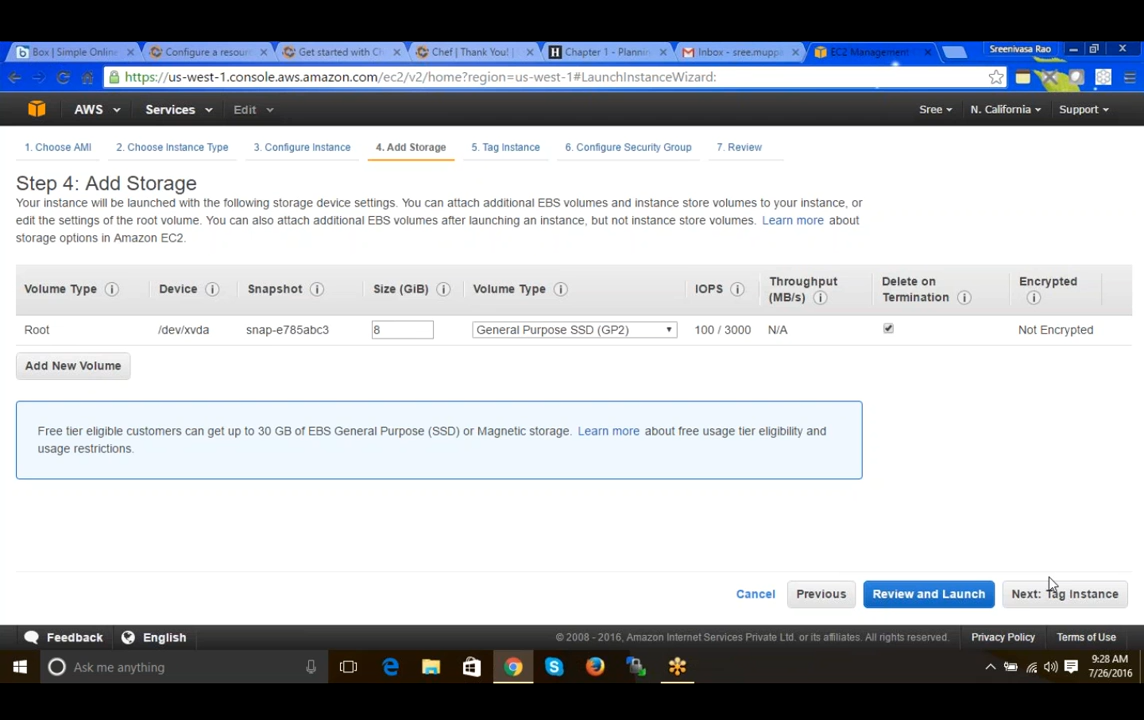 Box | Simple Online
Configure a resour
Get started with Ch
Chef | Thank You! |
Chapter 1 - Plannin
Inbox - sree.muppa
EC2 Management
Sreenivasa Rao
https://us-west-1.console.aws.amazon.com/ec2/v2/home?region=us-west-1#LaunchInstanceWizard:
AWS Services Edit Sree N. California Support
1. Choose AMI 2. Choose Instance Type 3. Configure Instance 4. Add Storage 5. Tag Instance 6. Configure Security Group 7. Review
Step 4: Add Storage
Your instance will be launched with the following storage device settings. You can attach additional EBS volumes and instance store volumes to your instance, or
edit the settings of the root volume. You can also attach additional EBS volumes after launching an instance, but not instance store volumes. Learn more about
storage options in Amazon EC2.
Volume Type Device Snapshot Size (GiB) Volume Type IOPS Throughput (MB/s) Delete on Termination Encrypted
Root /dev/xvda snap-e785abc3 8 General Purpose SSD (GP2) 100 / 3000 N/A Not Encrypted
Add New Volume
Free tier eligible customers can get up to 30 GB of EBS General Purpose (SSD) or Magnetic storage. Learn more about free usage tier eligibility and
usage restrictions.
Cancel Previous Review and Launch Next: Tag Instance
Feedback English © 2008 - 2016, Amazon Internet Services Private Ltd. or its affiliates. All rights reserved. Privacy Policy Terms of Use
Ask me anything
9:28 AM
7/26/2016